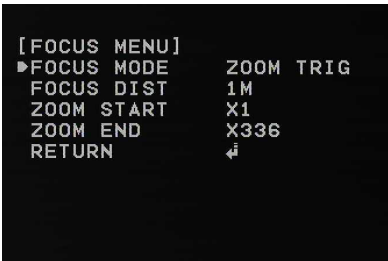 [FOCUS MENU]
FOCUS MODE ZOOM TRIG
FOCUS DIST 1M
ZOOM START X1
ZOOM END X336
RETURN